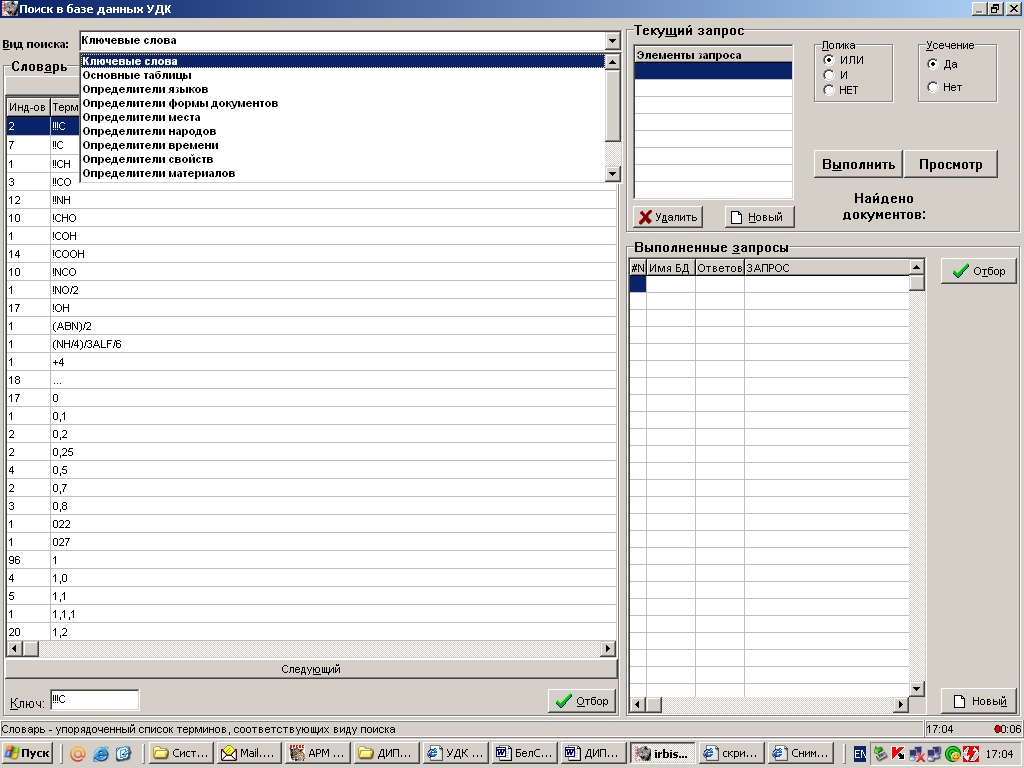 Поиск в базе данных УДК
Вид поиска: Ключевые слова
Ключевые слова
Основные таблицы
Определители языков
Определители формы документов
Определители места
Определители народов
Определители времени
Определители свойств
Определители материалов
Словарь
Инд-ов Терм
2 !!!C
7 !!C
1 !!CH
3 !!CO
12 !!NH
10 !CHO
1 !COH
14 !COOH
10 !NCO
1 !NO/2
17 !OH
1 (ABN)/2
1 (NH/4)/3ALF/6
1 +4
18 ...
17 0
1 0,1
2 0,2
2 0,25
4 0,5
2 0,7
3 0,8
1 022
1 027
96 1
4 1,0
5 1,1
1 1,1,1
20 1,2
Следующий
Ключ: !!!C
Отбор
Текущий запрос
Элементы запроса
Логика
ИЛИ
И
НЕТ
Усечение
Да
Нет
Выполнить Просмотр
Найдено
документов:
Удалить Новый
Выполненные запросы
#N Имя БД Ответов ЗАПРОС
Отбор
Новый
Словарь - упорядоченный список терминов, соответствующих виду поиска 17:04 0:06
Пуск Сист... Mail... АРМ ... ДИП... УДК ... БелС... ДИП... irbis... скри... Сним... EN 17:04